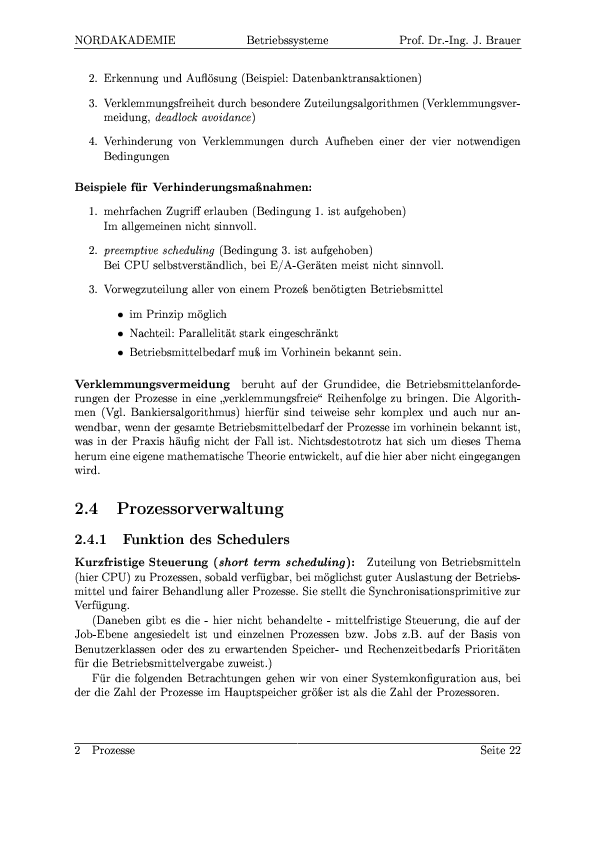 NORDAKADEMIE Betriebssysteme Prof. Dr.-Ing. J. Brauer
2. Erkennung und Auflösung (Beispiel: Datenbanktransaktionen)
3. Verklemmungsfreiheit durch besondere Zuteilungsalgorithmen (Verklemmungsver-
meidung, deadlock avoidance)
4. Verhinderung von Verklemmungen durch Aufheben einer der vier notwendigen
Bedingungen
Beispiele für Verhinderungsmaßnahmen:
1. mehrfachen Zugriff erlauben (Bedingung 1. ist aufgehoben)
Im allgemeinen nicht sinnvoll.
2. preemptive scheduling (Bedingung 3. ist aufgehoben)
Bei CPU selbstverständlich, bei E/A-Geräten meist nicht sinnvoll.
3. Vorwegzuteilung aller von einem Prozeß benötigten Betriebsmittel
• im Prinzip möglich
• Nachteil: Parallelität stark eingeschränkt
• Betriebsmittelbedarf muß im Vorhinein bekannt sein.
Verklemmungsvermeidung beruht auf der Grundidee, die Betriebsmittelanforde-
rungen der Prozesse in eine „verklemmungsfreie“ Reihenfolge zu bringen. Die Algorith-
men (Vgl. Bankiersalgorithmus) hierfür sind teiweise sehr komplex und auch nur an-
wendbar, wenn der gesamte Betriebsmittelbedarf der Prozesse im vorhinein bekannt ist,
was in der Praxis häufig nicht der Fall ist. Nichtsdestotrotz hat sich um dieses Thema
herum eine eigene mathematische Theorie entwickelt, auf die hier aber nicht eingegangen
wird.
2.4 Prozessorverwaltung
2.4.1 Funktion des Schedulers
Kurzfristige Steuerung (short term scheduling): Zuteilung von Betriebsmitteln
(hier CPU) zu Prozessen, sobald verfügbar, bei möglichst guter Auslastung der Betriebs-
mittel und fairer Behandlung aller Prozesse. Sie stellt die Synchronisationsprimitive zur
Verfügung.
(Daneben gibt es die - hier nicht behandelte - mittelfristige Steuerung, die auf der
Job-Ebene angesiedelt ist und einzelnen Prozessen bzw. Jobs z.B. auf der Basis von
Benutzerklassen oder des zu erwartenden Speicher- und Rechenzeitbedarfs Prioritäten
für die Betriebsmittelvergabe zuweist.)
Für die folgenden Betrachtungen gehen wir von einer Systemkonfiguration aus, bei
der die Zahl der Prozesse im Hauptspeicher größer ist als die Zahl der Prozessoren.
2 Prozesse Seite 22